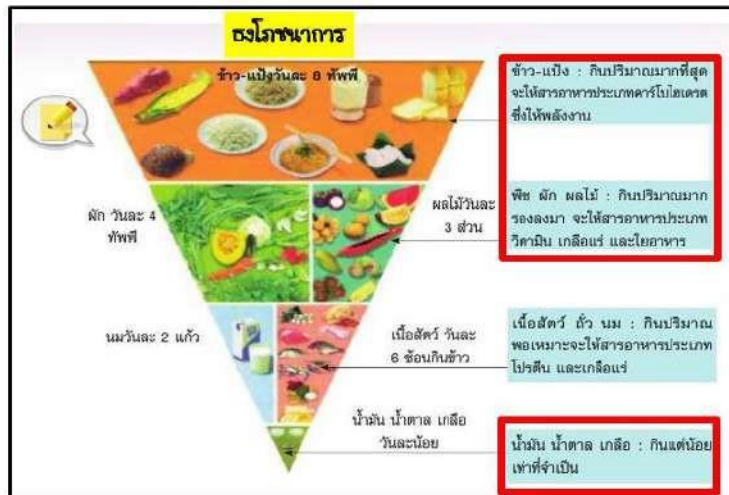 ธงโภชนาการ
ข้าว-แป้งวันละ 8 ทัพพี
ข้าว-แป้ง : กินปริมาณมากที่สุด
จะให้สารอาหารประเภทคาร์โบไฮเดรต
ซึ่งให้พลังงาน
ผัก วันละ 4
ทัพพี
ผลไม้วันละ
3 ส่วน
พืช ผัก ผลไม้ : กินปริมาณมาก
รองลงมา จะให้สารอาหารประเภท
วิตามิน เกลือแร่ และใยอาหาร
นมวันละ 2 แก้ว
เนื้อสัตว์ วันละ
6 ช้อนกินข้าว
เนื้อสัตว์ ถั่ว นม : กินปริมาณ
พอเหมาะจะให้สารอาหารประเภท
โปรตีน และเกลือแร่
น้ำมัน น้ำตาล เกลือ
วันละน้อย
น้ำมัน น้ำตาล เกลือ : กินแต่น้อย
เท่าที่จำเป็น